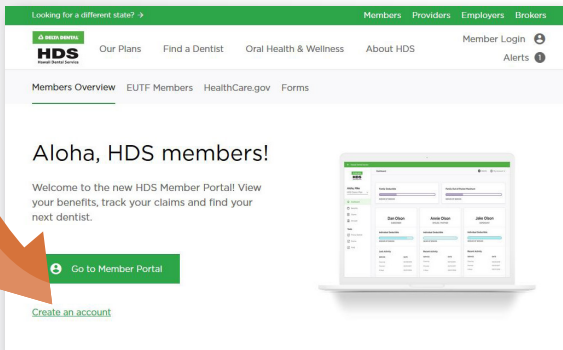 Looking for a different state? →
Members Providers Employers Brokers
DELTA DENTAL
HDS
Hawaii Dental Service
Our Plans Find a Dentist Oral Health & Wellness About HDS
Member Login
Alerts 1
Members Overview EUTF Members HealthCare.gov Forms
Aloha, HDS members!
Welcome to the new HDS Member Portal! View
your benefits, track your claims and find your
next dentist.
Go to Member Portal
Create an account
HDS
Dan Olson
Annie Olson
Jake Olson